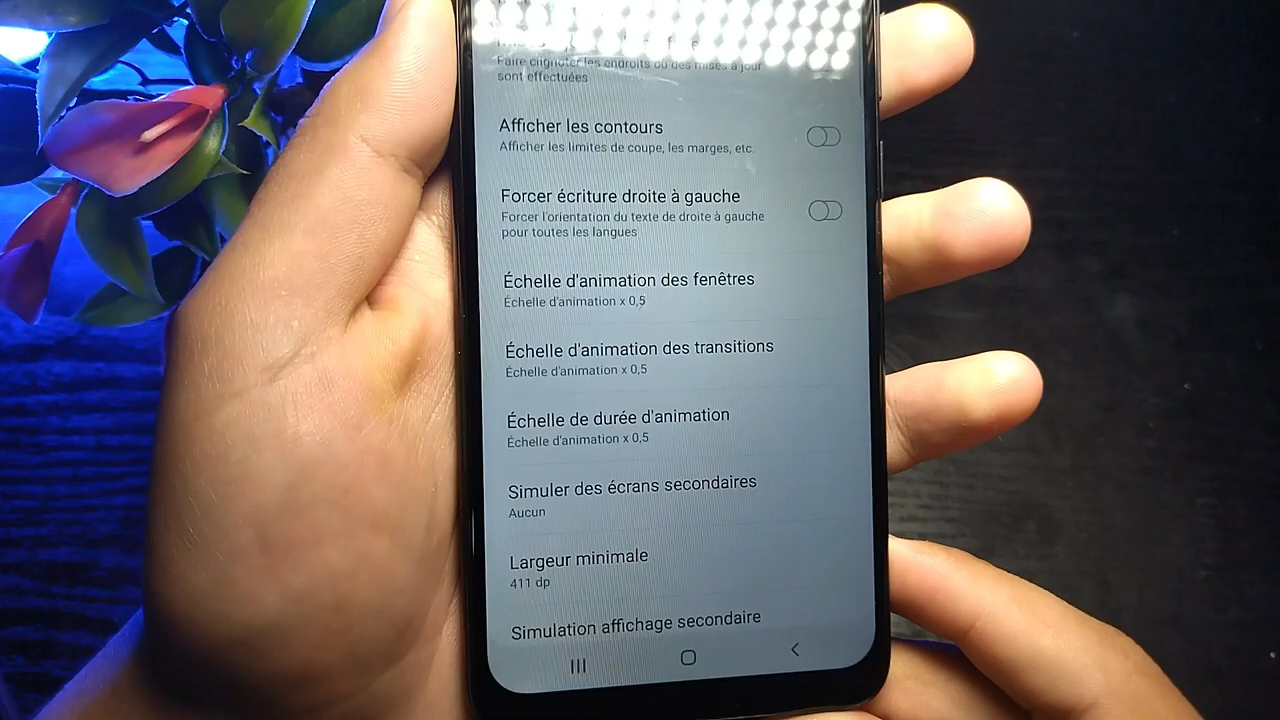 Faire clignoter les endroits où des mises à jour
sont effectuées
Afficher les contours
Afficher les limites de coupe, les marges, etc.
Forcer écriture droite à gauche
Forcer l'orientation du texte de droite à gauche
pour toutes les langues
Échelle d'animation des fenêtres
Échelle d'animation x 0,5
Échelle d'animation des transitions
Échelle d'animation x 0,5
Échelle de durée d'animation
Échelle d'animation x 0,5
Simuler des écrans secondaires
Aucun
Largeur minimale
411 dp
Simulation affichage secondaire